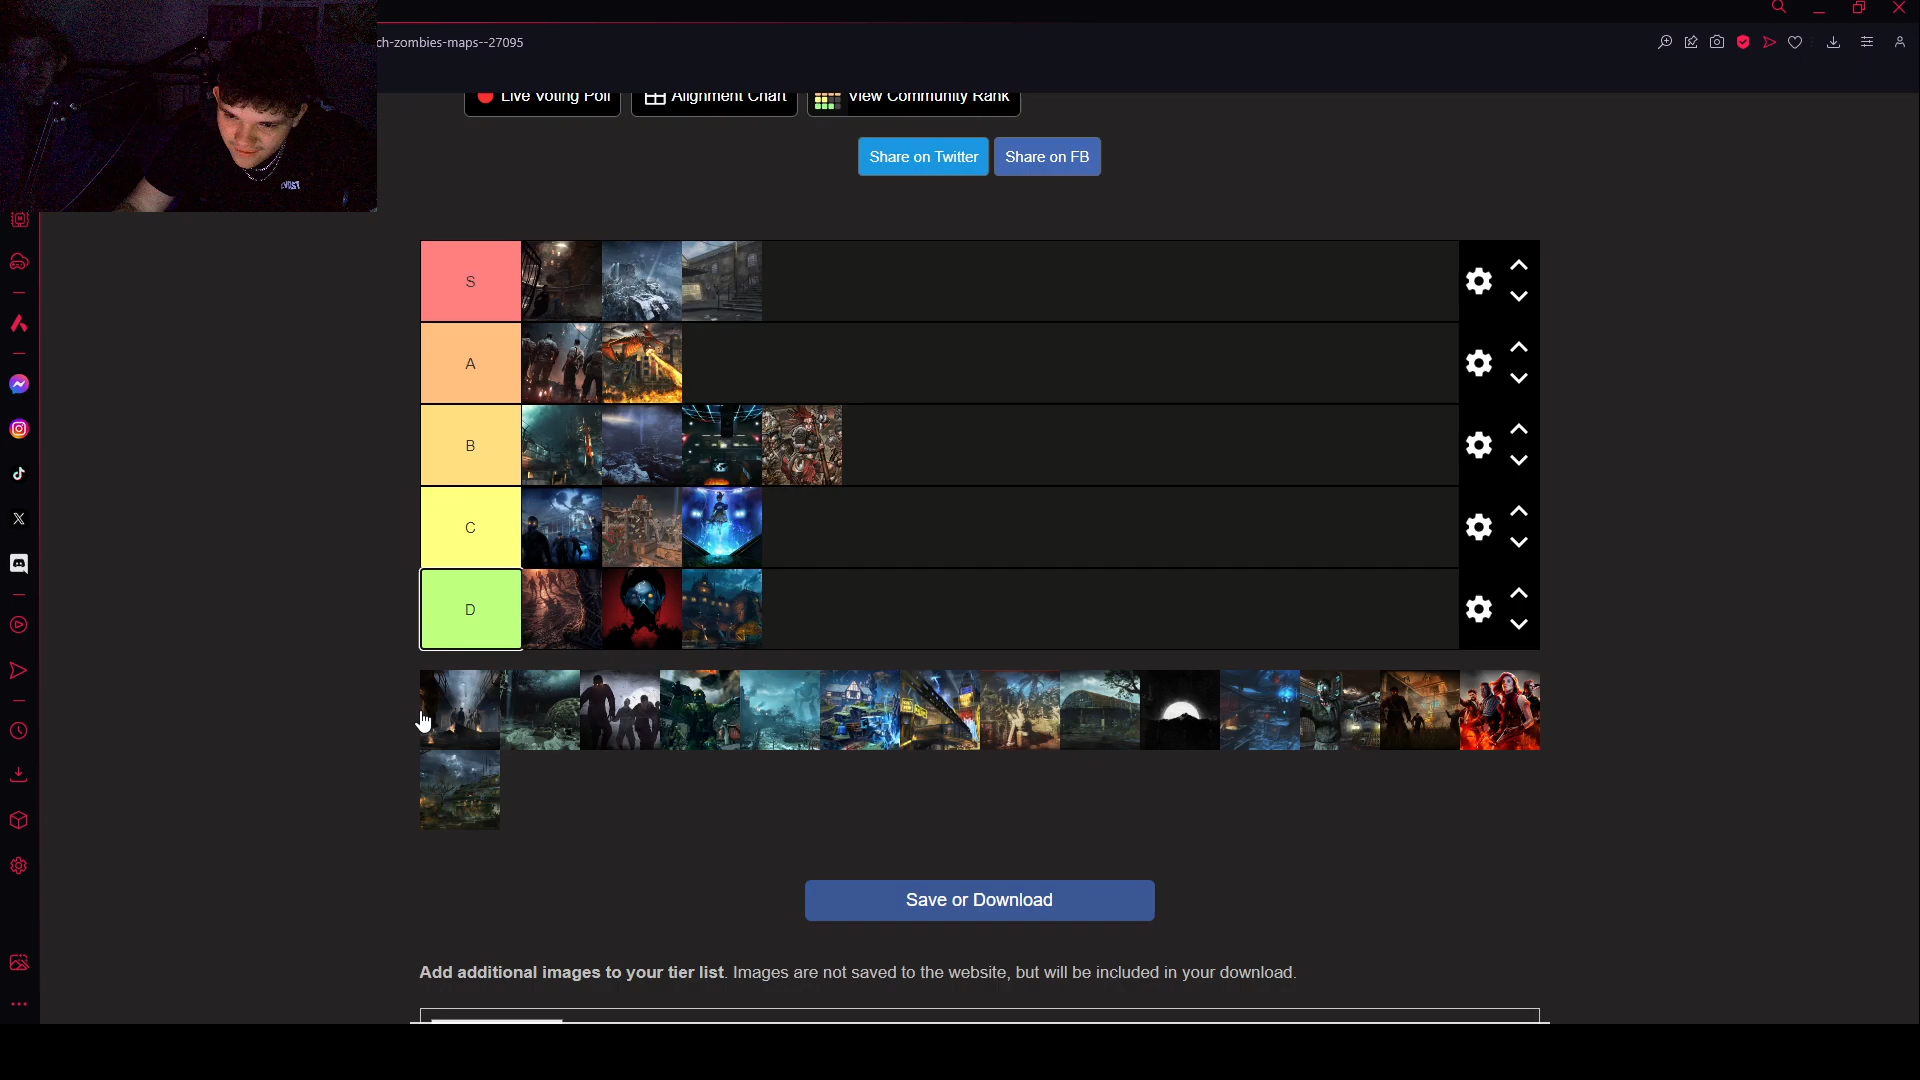 ch-zombies-maps--27095
Live Voting Poll
Alignment Chart
View Community Rank
Share on Twitter
Share on FB
S
A
B
C
D
Save or Download
Add additional images to your tier list. Images are not saved to the website, but will be included in your download.